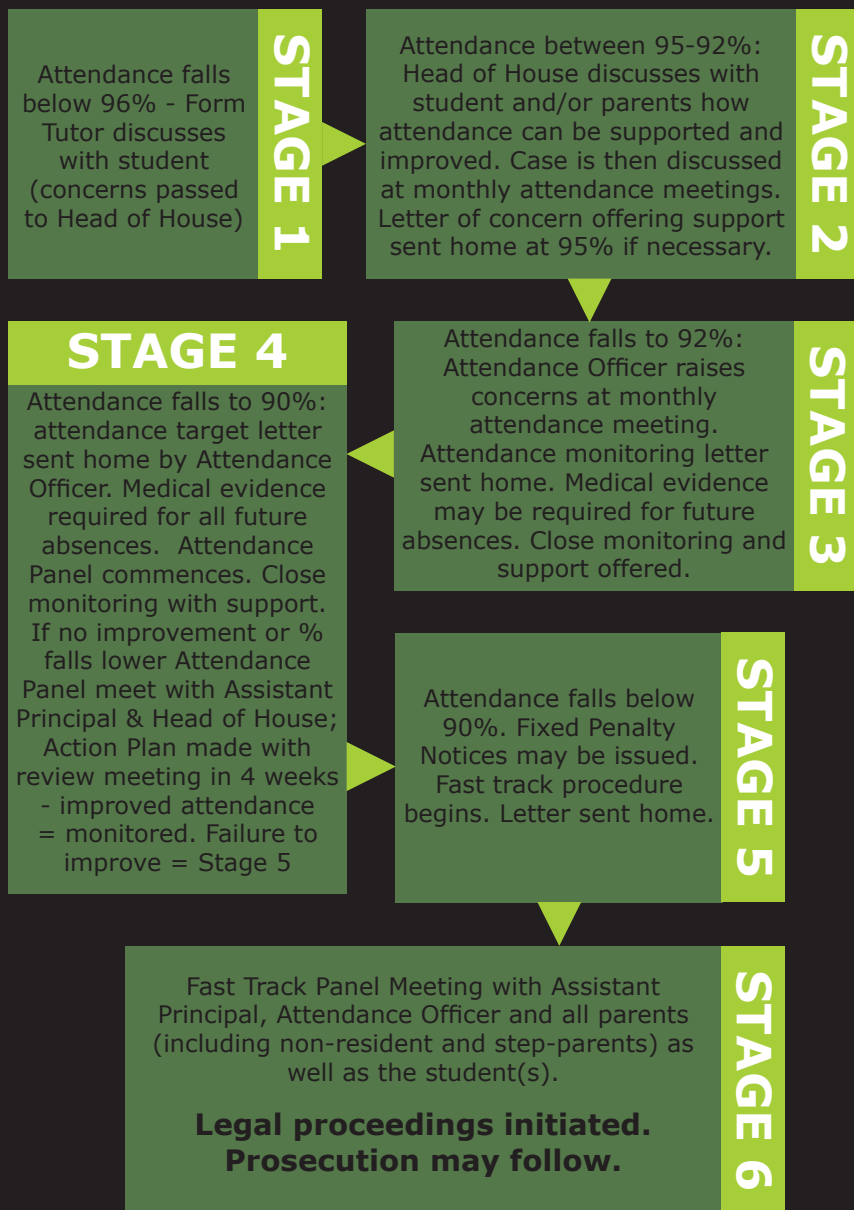 STAGE 1
Attendance falls
below 96% - Form
Tutor discusses
with student
(concerns passed
to Head of House)
STAGE 2
Attendance between 95-92%:
Head of House discusses with
student and/or parents how
attendance can be supported and
improved. Case is then discussed
at monthly attendance meetings.
Letter of concern offering support
sent home at 95% if necessary.
STAGE 3
Attendance falls to 92%:
Attendance Officer raises
concerns at monthly
attendance meeting.
Attendance monitoring letter
sent home. Medical evidence
may be required for future
absences. Close monitoring and
support offered.
STAGE 4
Attendance falls to 90%:
attendance target letter
sent home by Attendance
Officer. Medical evidence
required for all future
absences.  Attendance
Panel commences. Close
monitoring with support.
If no improvement or %
falls lower Attendance
Panel meet with Assistant
Principal & Head of House;
Action Plan made with
review meeting in 4 weeks
- improved attendance
= monitored. Failure to
improve = Stage 5
STAGE 5
Attendance falls below
90%. Fixed Penalty
Notices may be issued.
Fast track procedure
begins. Letter sent home.
STAGE 6
Fast Track Panel Meeting with Assistant
Principal, Attendance Officer and all parents
(including non-resident and step-parents) as
well as the student(s).
Legal proceedings initiated.
Prosecution may follow.